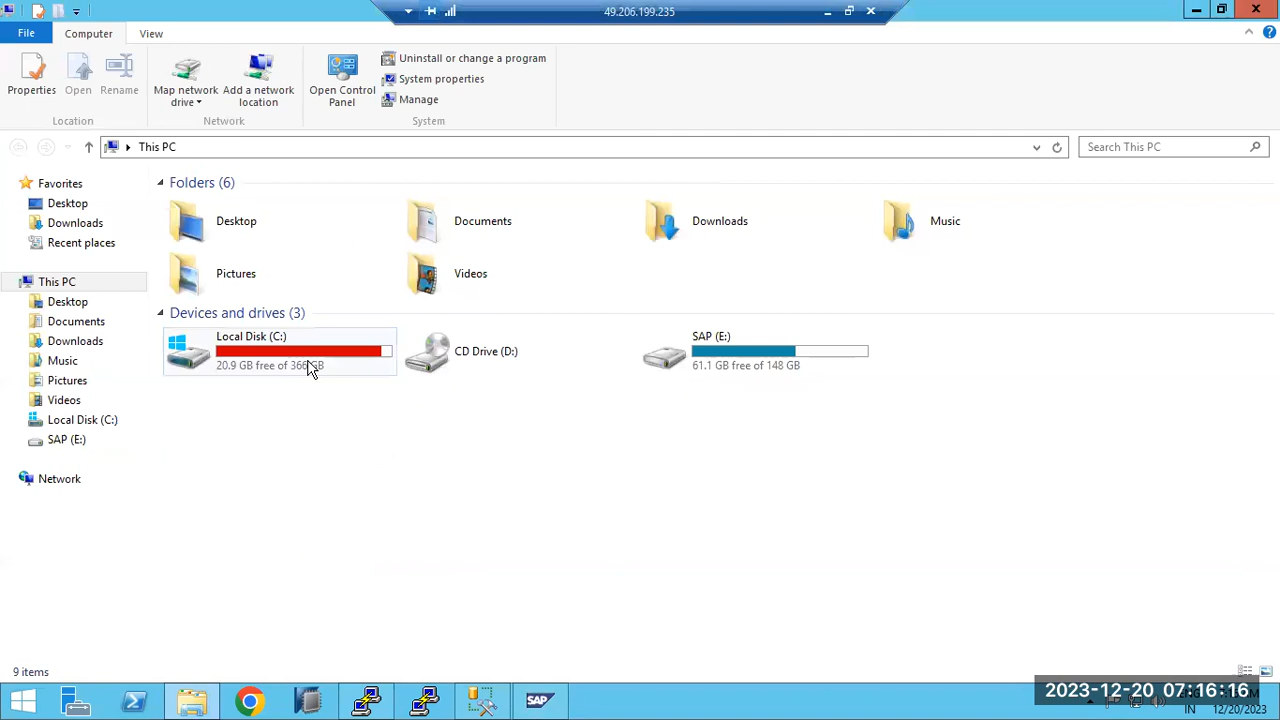 49.206.199.235
File
Computer
View
Properties
Open
Rename
Map network drive
Add a network location
Open Control Panel
Uninstall or change a program
System properties
Manage
Location
Network
System
This PC
Search This PC
Favorites
Desktop
Downloads
Recent places
This PC
Desktop
Documents
Downloads
Music
Pictures
Videos
Local Disk (C:)
SAP (E:)
Network
Folders (6)
Desktop
Documents
Downloads
Music
Pictures
Videos
Devices and drives (3)
Local Disk (C:)
20.9 GB free of 366 GB
CD Drive (D:)
SAP (E:)
61.1 GB free of 148 GB
9 items
SAP
2023-12-20 07:16:16
IN
12/20/2023